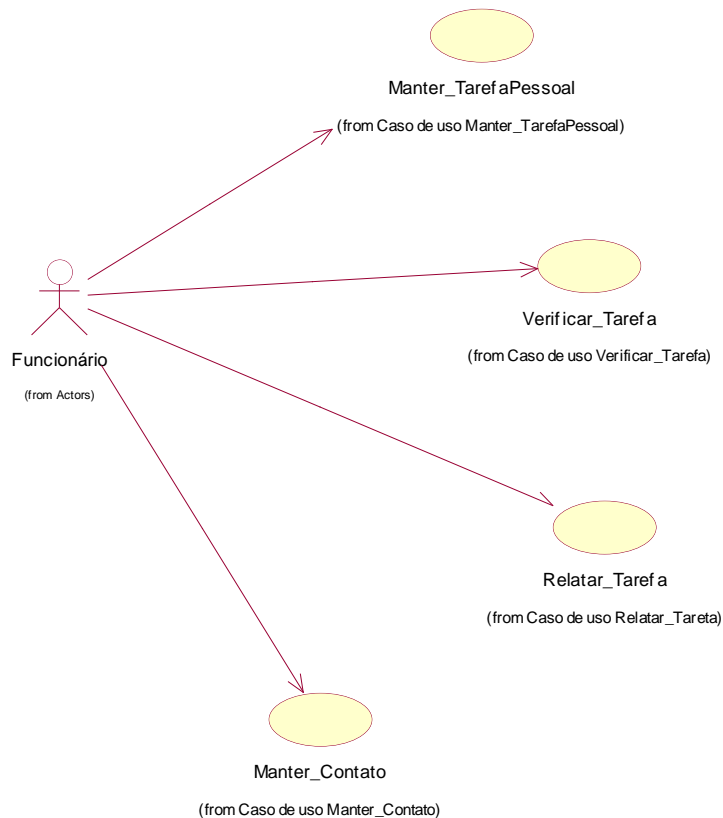 Manter_TarefaPessoal
(from Caso de uso Manter_TarefaPessoal)
Verificar_Tarefa
(from Caso de uso Verificar_Tarefa)
Funcionário
(from Actors)
Relatar_Tarefa
(from Caso de uso Relatar_Tareta)
Manter_Contato
(from Caso de uso Manter_Contato)